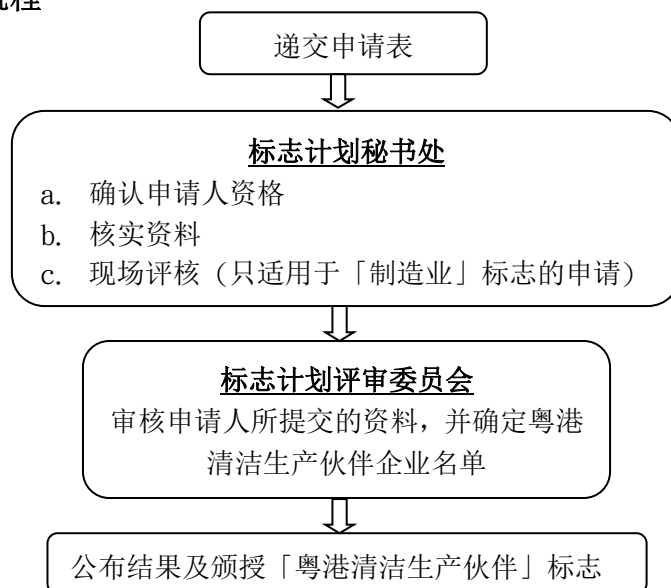 递交申请表
标志计划秘书处
a. 确认申请人资格
b. 核实资料
c. 现场评核（只适用于「制造业」标志的申请）
标志计划评审委员会
审核申请人所提交的资料，并确定粤港
清洁生产伙伴企业名单
公布结果及颁授「粤港清洁生产伙伴」标志